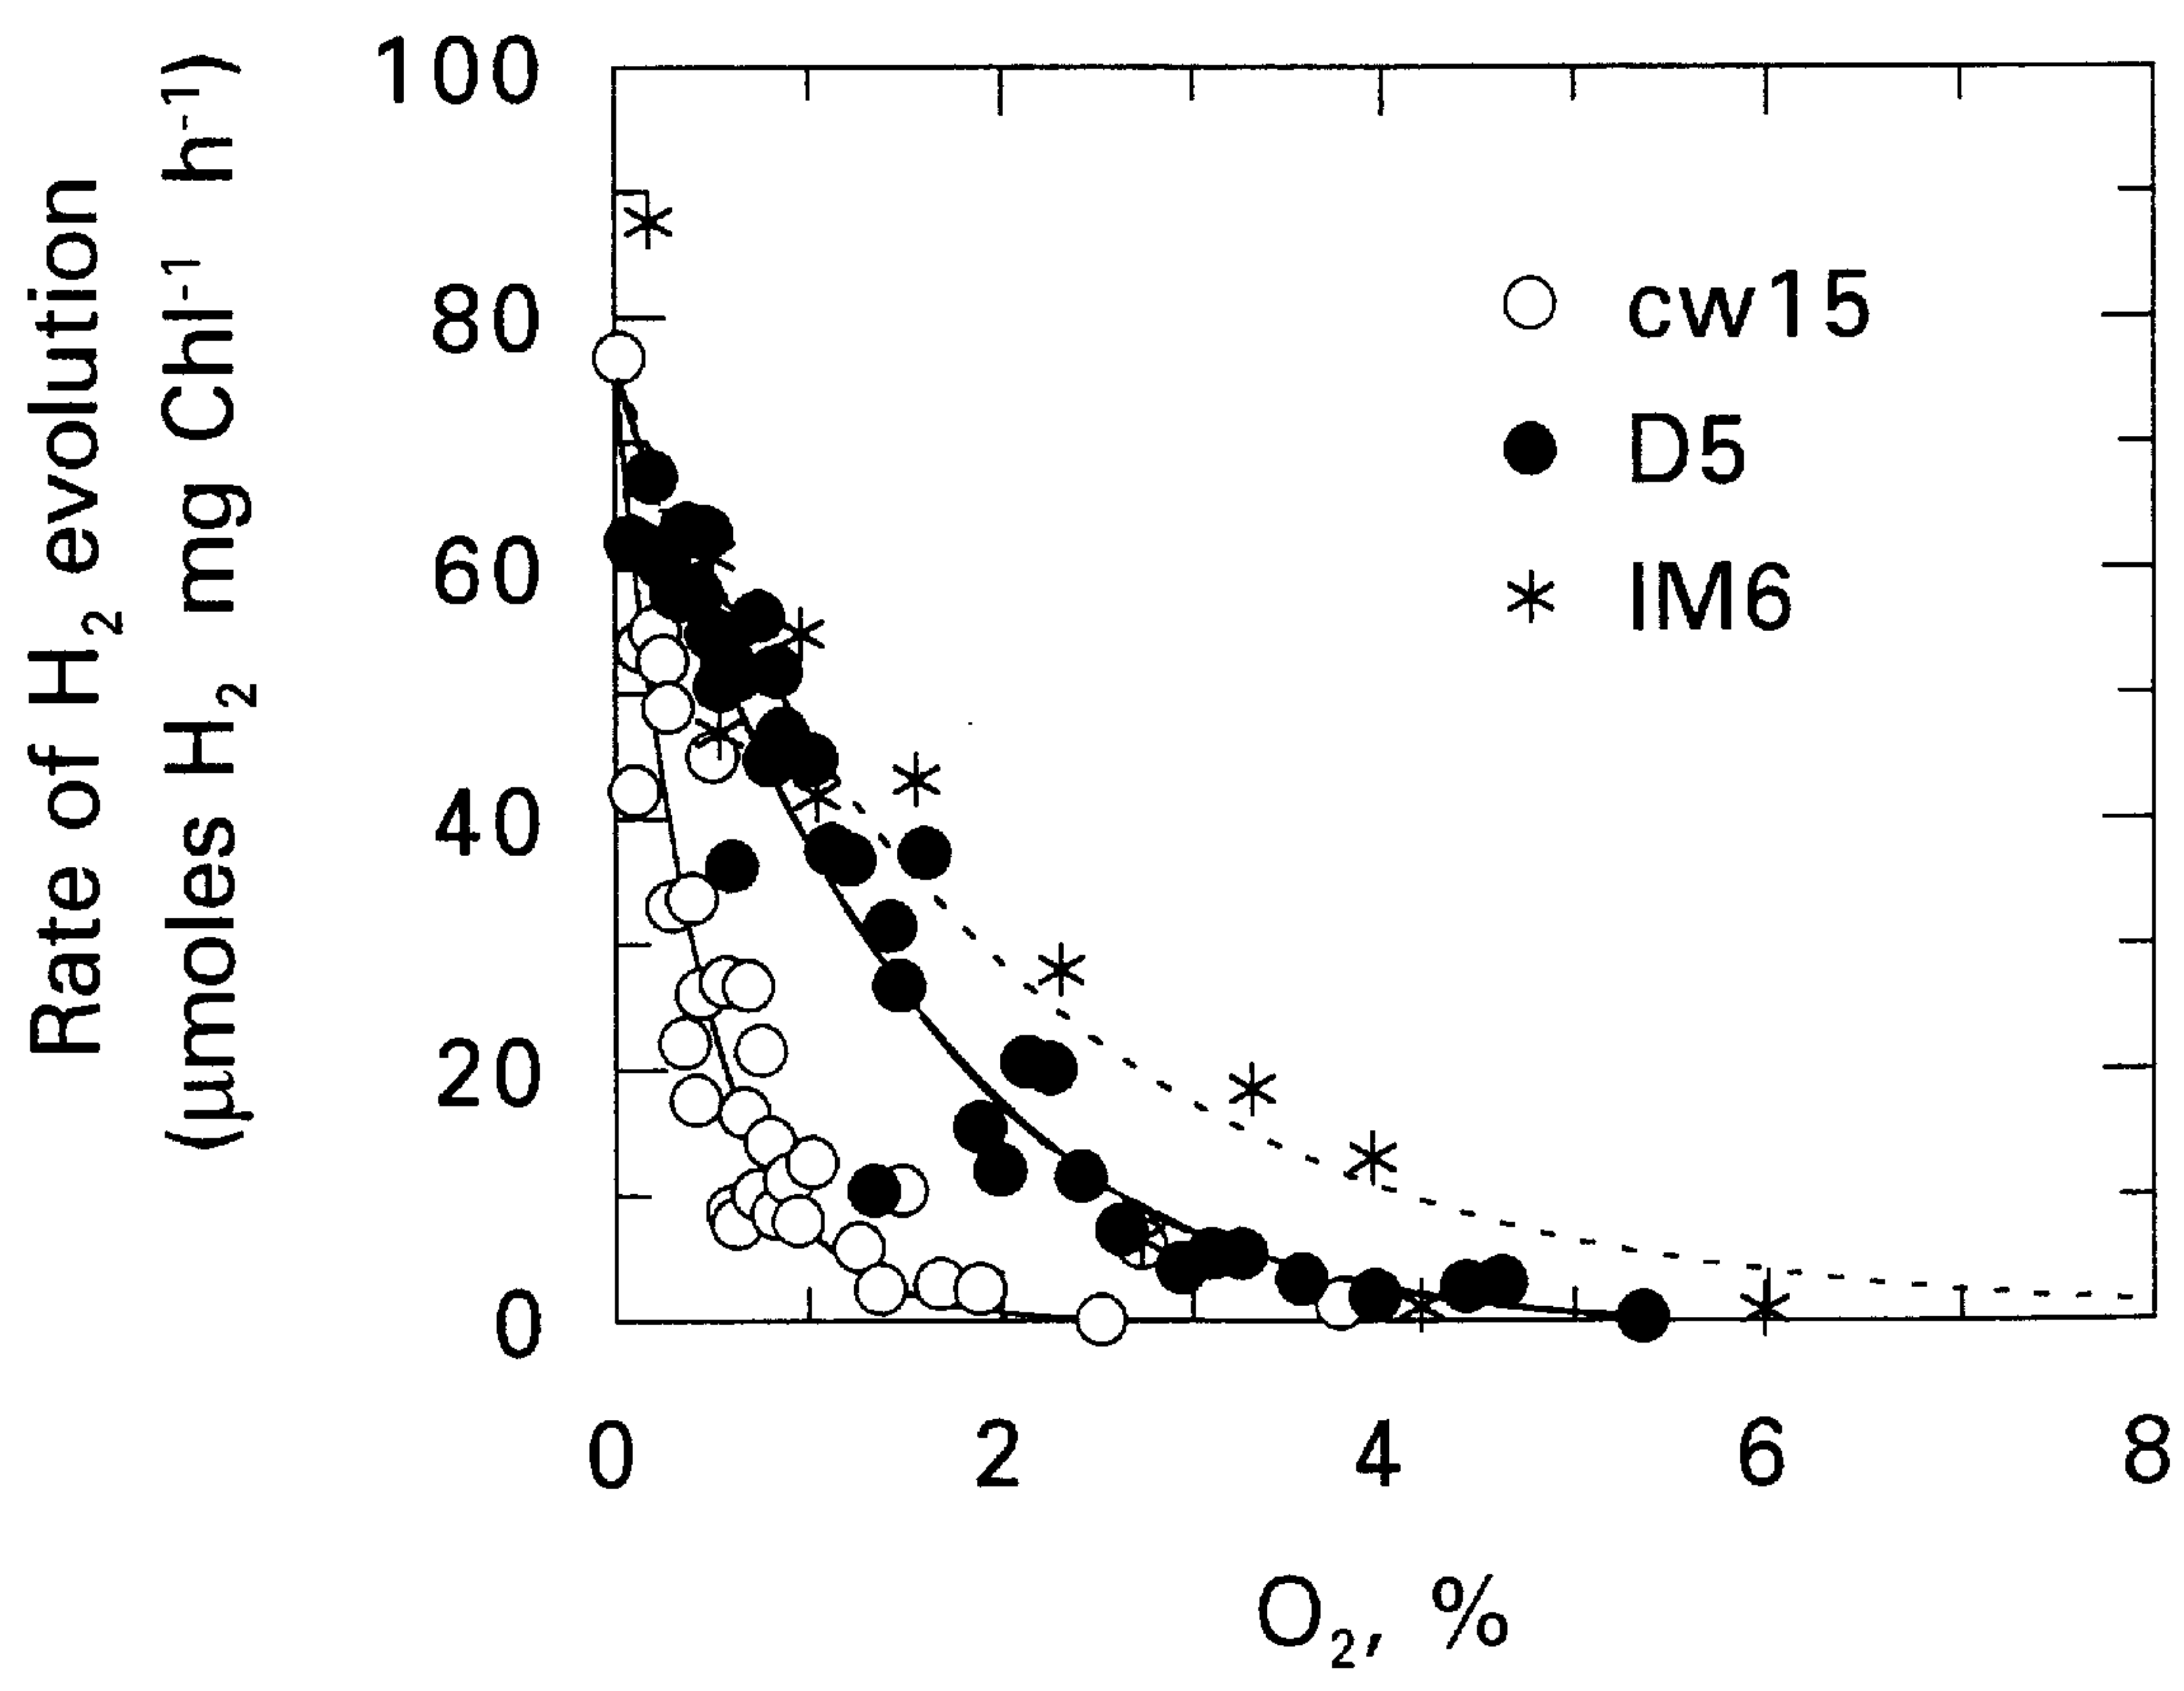 Rate of H₂ evolution
(μmoles H₂ mg Chl⁻¹ h⁻¹)
100
80
60
40
20
0
cw15
D5
IM6
0 2 4 6 8
O₂, %